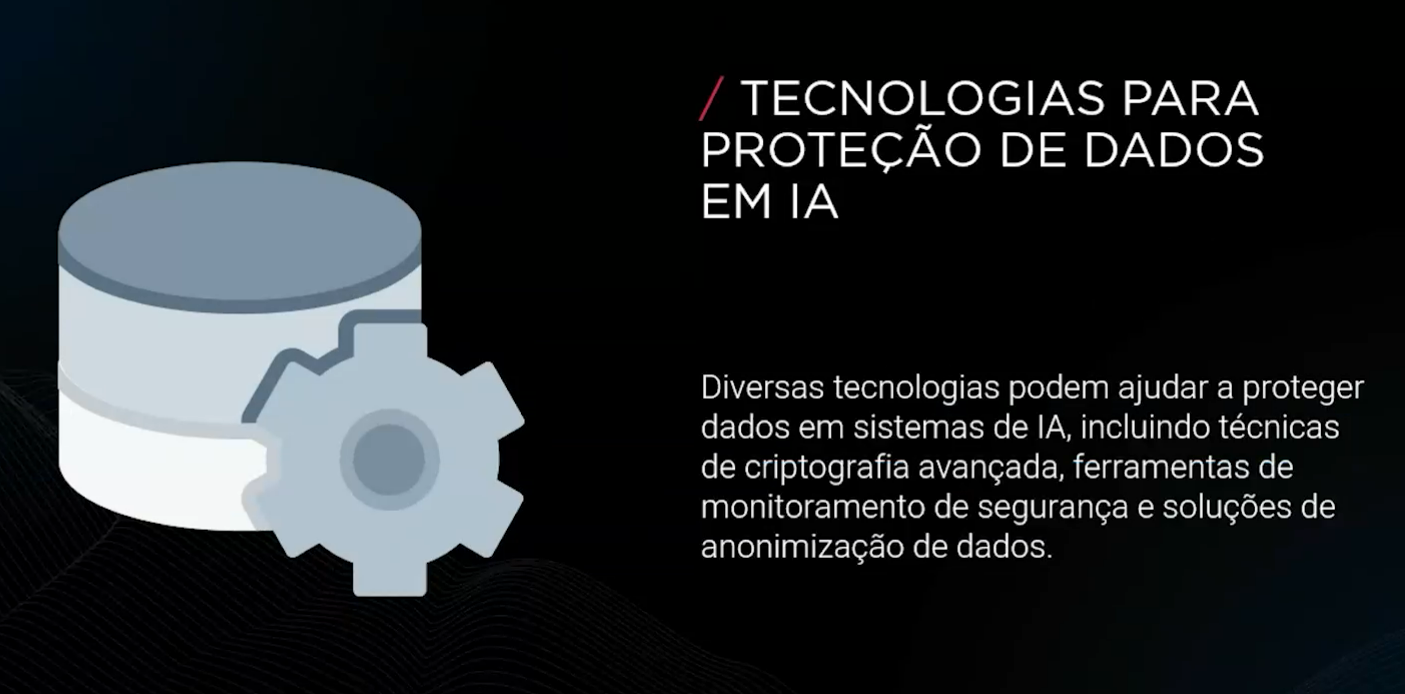 / TECNOLOGIAS PARA
PROTEÇÃO DE DADOS
EM IA
Diversas tecnologias podem ajudar a proteger
dados em sistemas de IA, incluindo técnicas
de criptografia avançada, ferramentas de
monitoramento de segurança e soluções de
anonimização de dados.